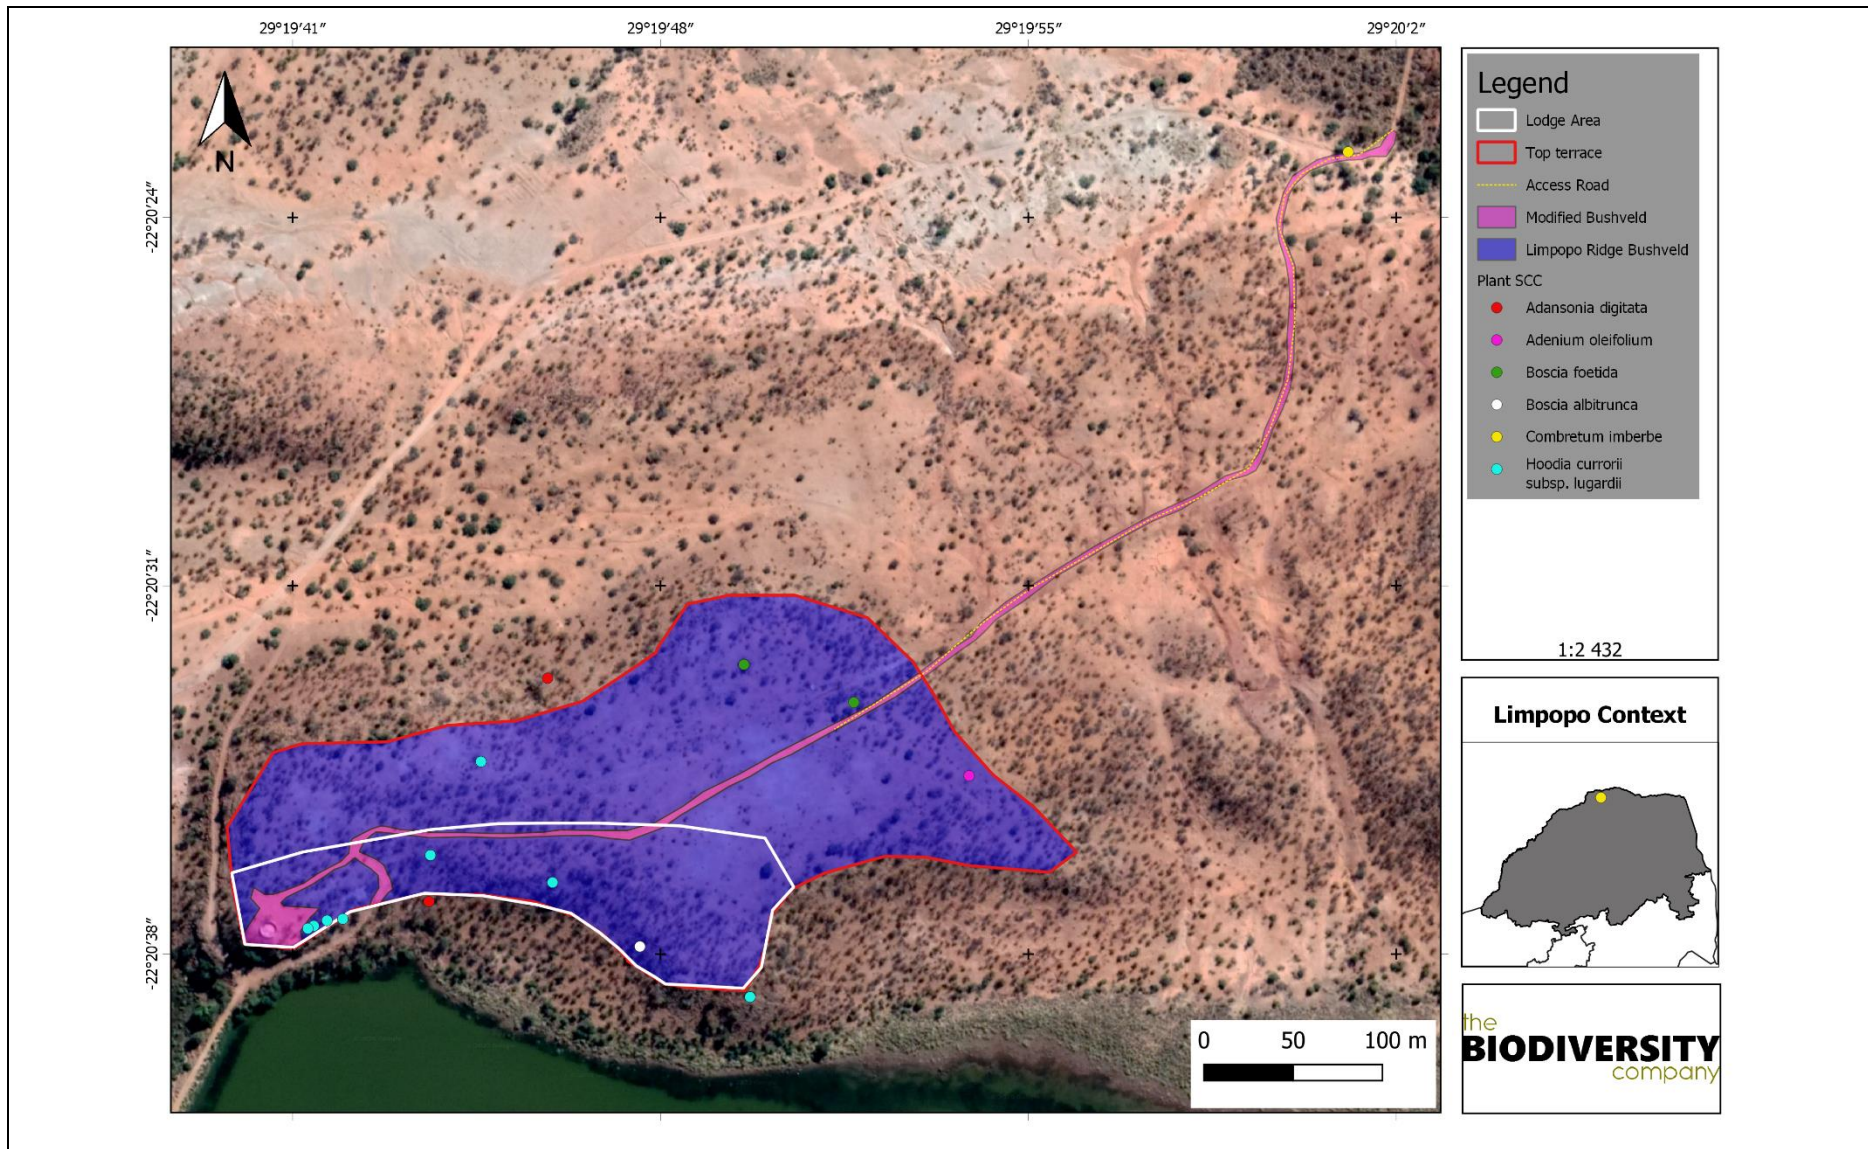 29°19′41″ 29°19′48″ 29°19′55″ 29°20′2″
N
-22°20′24″
-22°20′31″
-22°20′38″
0 50 100 m
Legend
Lodge Area
Top terrace
Access Road
Modified Bushveld
Limpopo Ridge Bushveld
Plant SCC
Adansonia digitata
Adenium oleifolium
Boscia foetida
Boscia albitrunca
Combretum imberbe
Hoodia currorii
subsp. lugardii
1:2 432
Limpopo Context
the
BIODIVERSITY
company